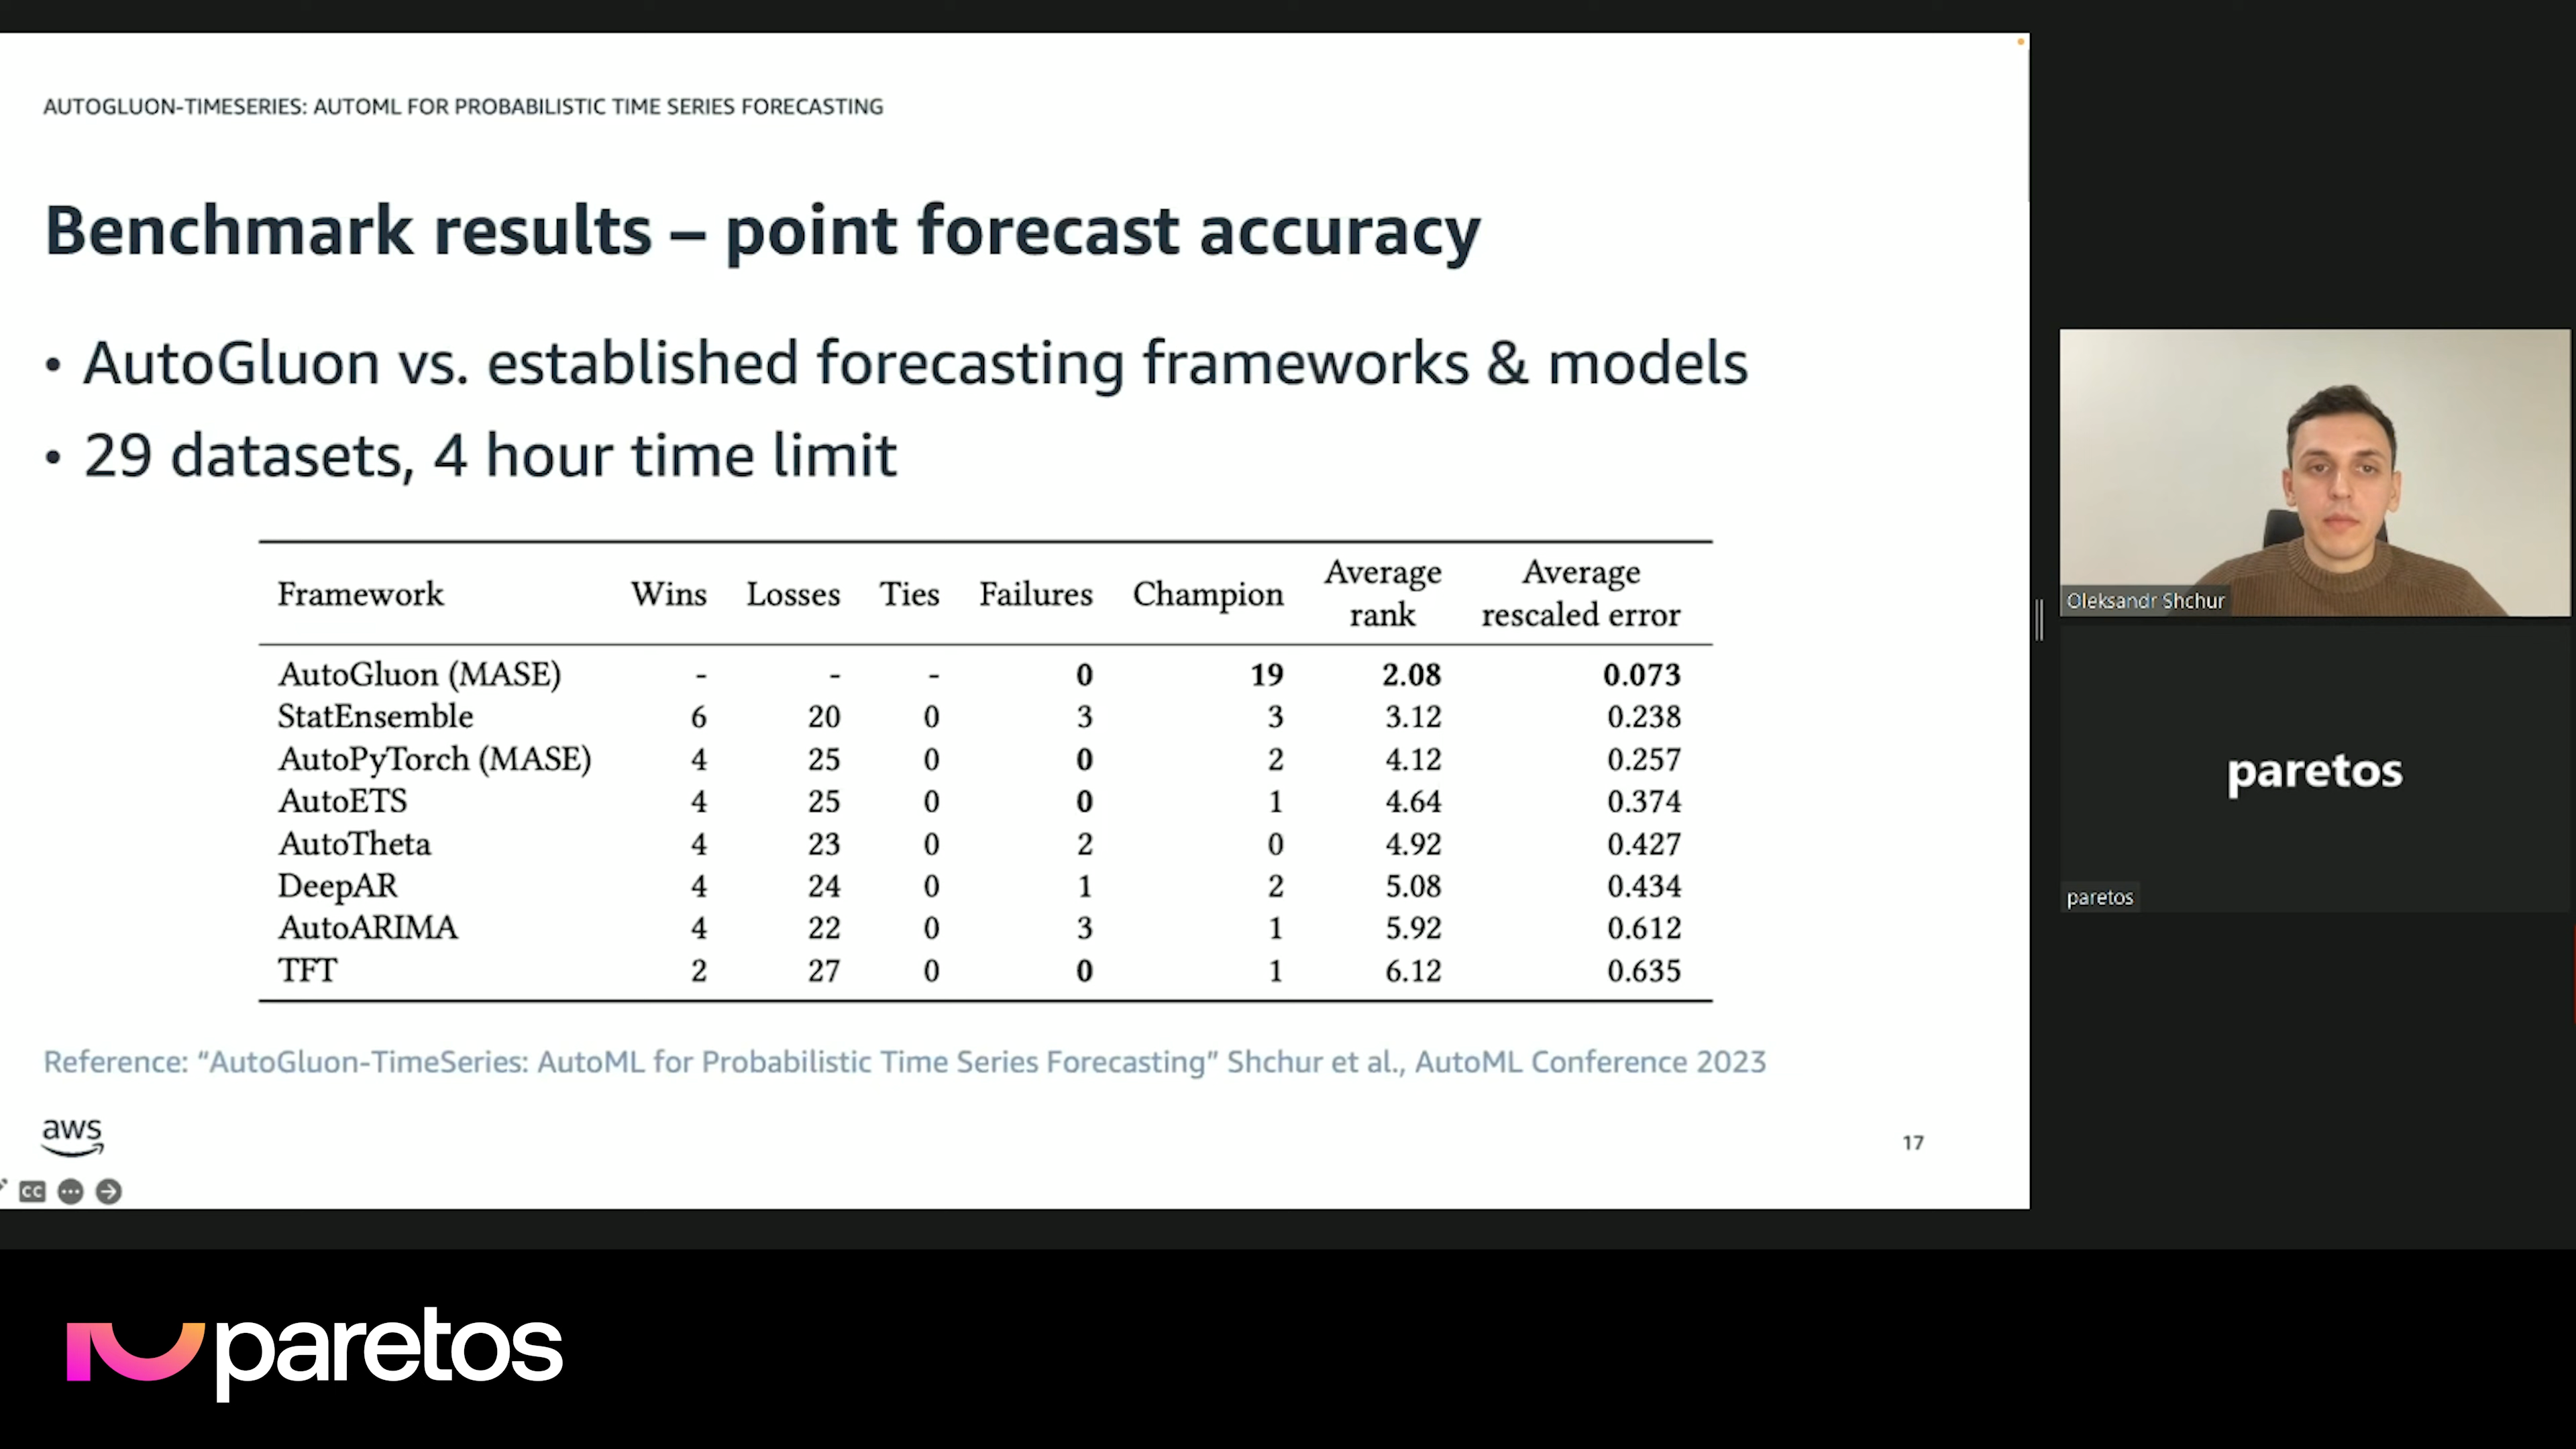 AUTOGLUON-TIMESERIES: AUTOML FOR PROBABILISTIC TIME SERIES FORECASTING
Benchmark results – point forecast accuracy
• AutoGluon vs. established forecasting frameworks & models
• 29 datasets, 4 hour time limit
Framework Wins Losses Ties Failures Champion Average rank Average rescaled error
AutoGluon (MASE) - - - 0 19 2.08 0.073
StatEnsemble 6 20 0 3 3 3.12 0.238
AutoPyTorch (MASE) 4 25 0 0 2 4.12 0.257
AutoETS 4 25 0 0 1 4.64 0.374
AutoTheta 4 23 0 2 0 4.92 0.427
DeepAR 4 24 0 1 2 5.08 0.434
AutoARIMA 4 22 0 3 1 5.92 0.612
TFT 2 27 0 0 1 6.12 0.635
Reference: “AutoGluon-TimeSeries: AutoML for Probabilistic Time Series Forecasting” Shchur et al., AutoML Conference 2023
aws
17
CC
Oleksandr Shchur
paretos
paretos
paretos